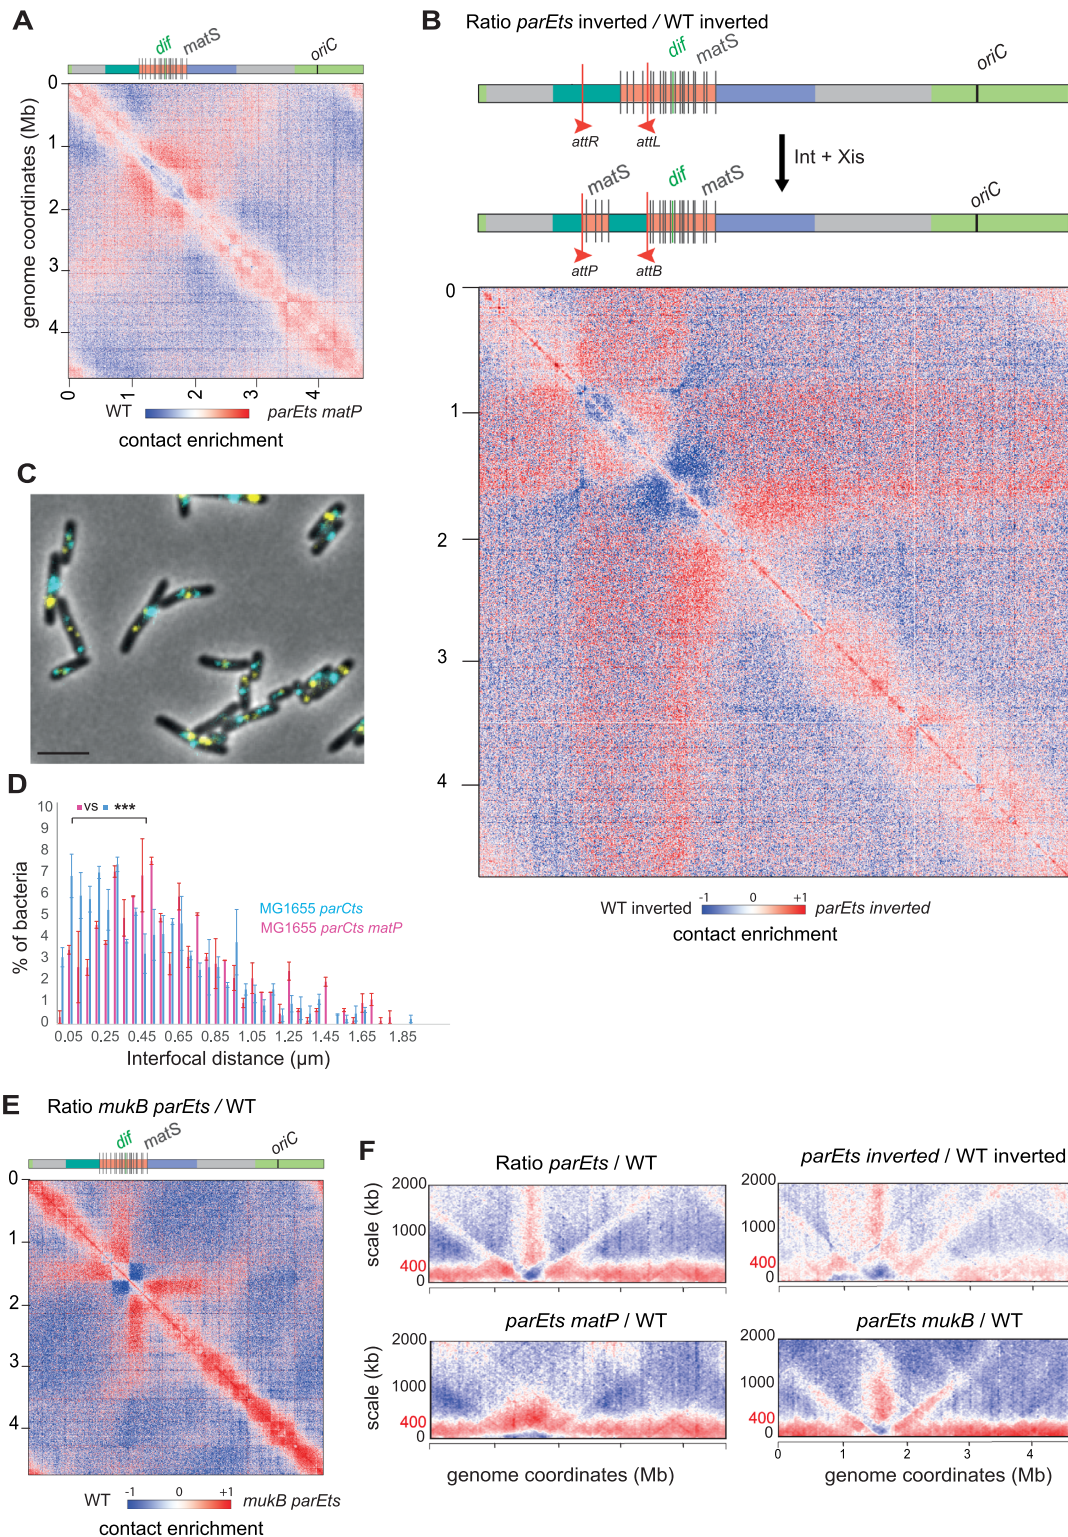 A
dif
matS
oriC
0
1
2
3
4
genome coordinates (Mb)
0
1
2
3
4
WT
parEts matP
contact enrichment
B
Ratio parEts inverted / WT inverted
dif
matS
oriC
attR
attL
Int + Xis
matS
dif
matS
oriC
attP
attB
0
1
2
3
4
-1
0
+1
WT inverted
parEts inverted
contact enrichment
C
D
10
9
8
7
6
5
4
3
2
1
0
% of bacteria
vs
***
MG1655 parCts
MG1655 parCts matP
0.05
0.25
0.45
0.65
0.85
1.05
1.25
1.45
1.65
1.85
Interfocal distance (µm)
E
Ratio mukB parEts / WT
dif
matS
oriC
0
1
2
3
4
WT
-1
0
+1
mukB parEts
contact enrichment
F
Ratio parEts / WT
2000
1000
400
0
scale (kb)
parEts inverted / WT inverted
2000
1000
400
0
parEts matP / WT
2000
1000
400
0
scale (kb)
parEts mukB / WT
2000
1000
400
0
0
1
2
3
4
genome coordinates (Mb)
genome coordinates (Mb)